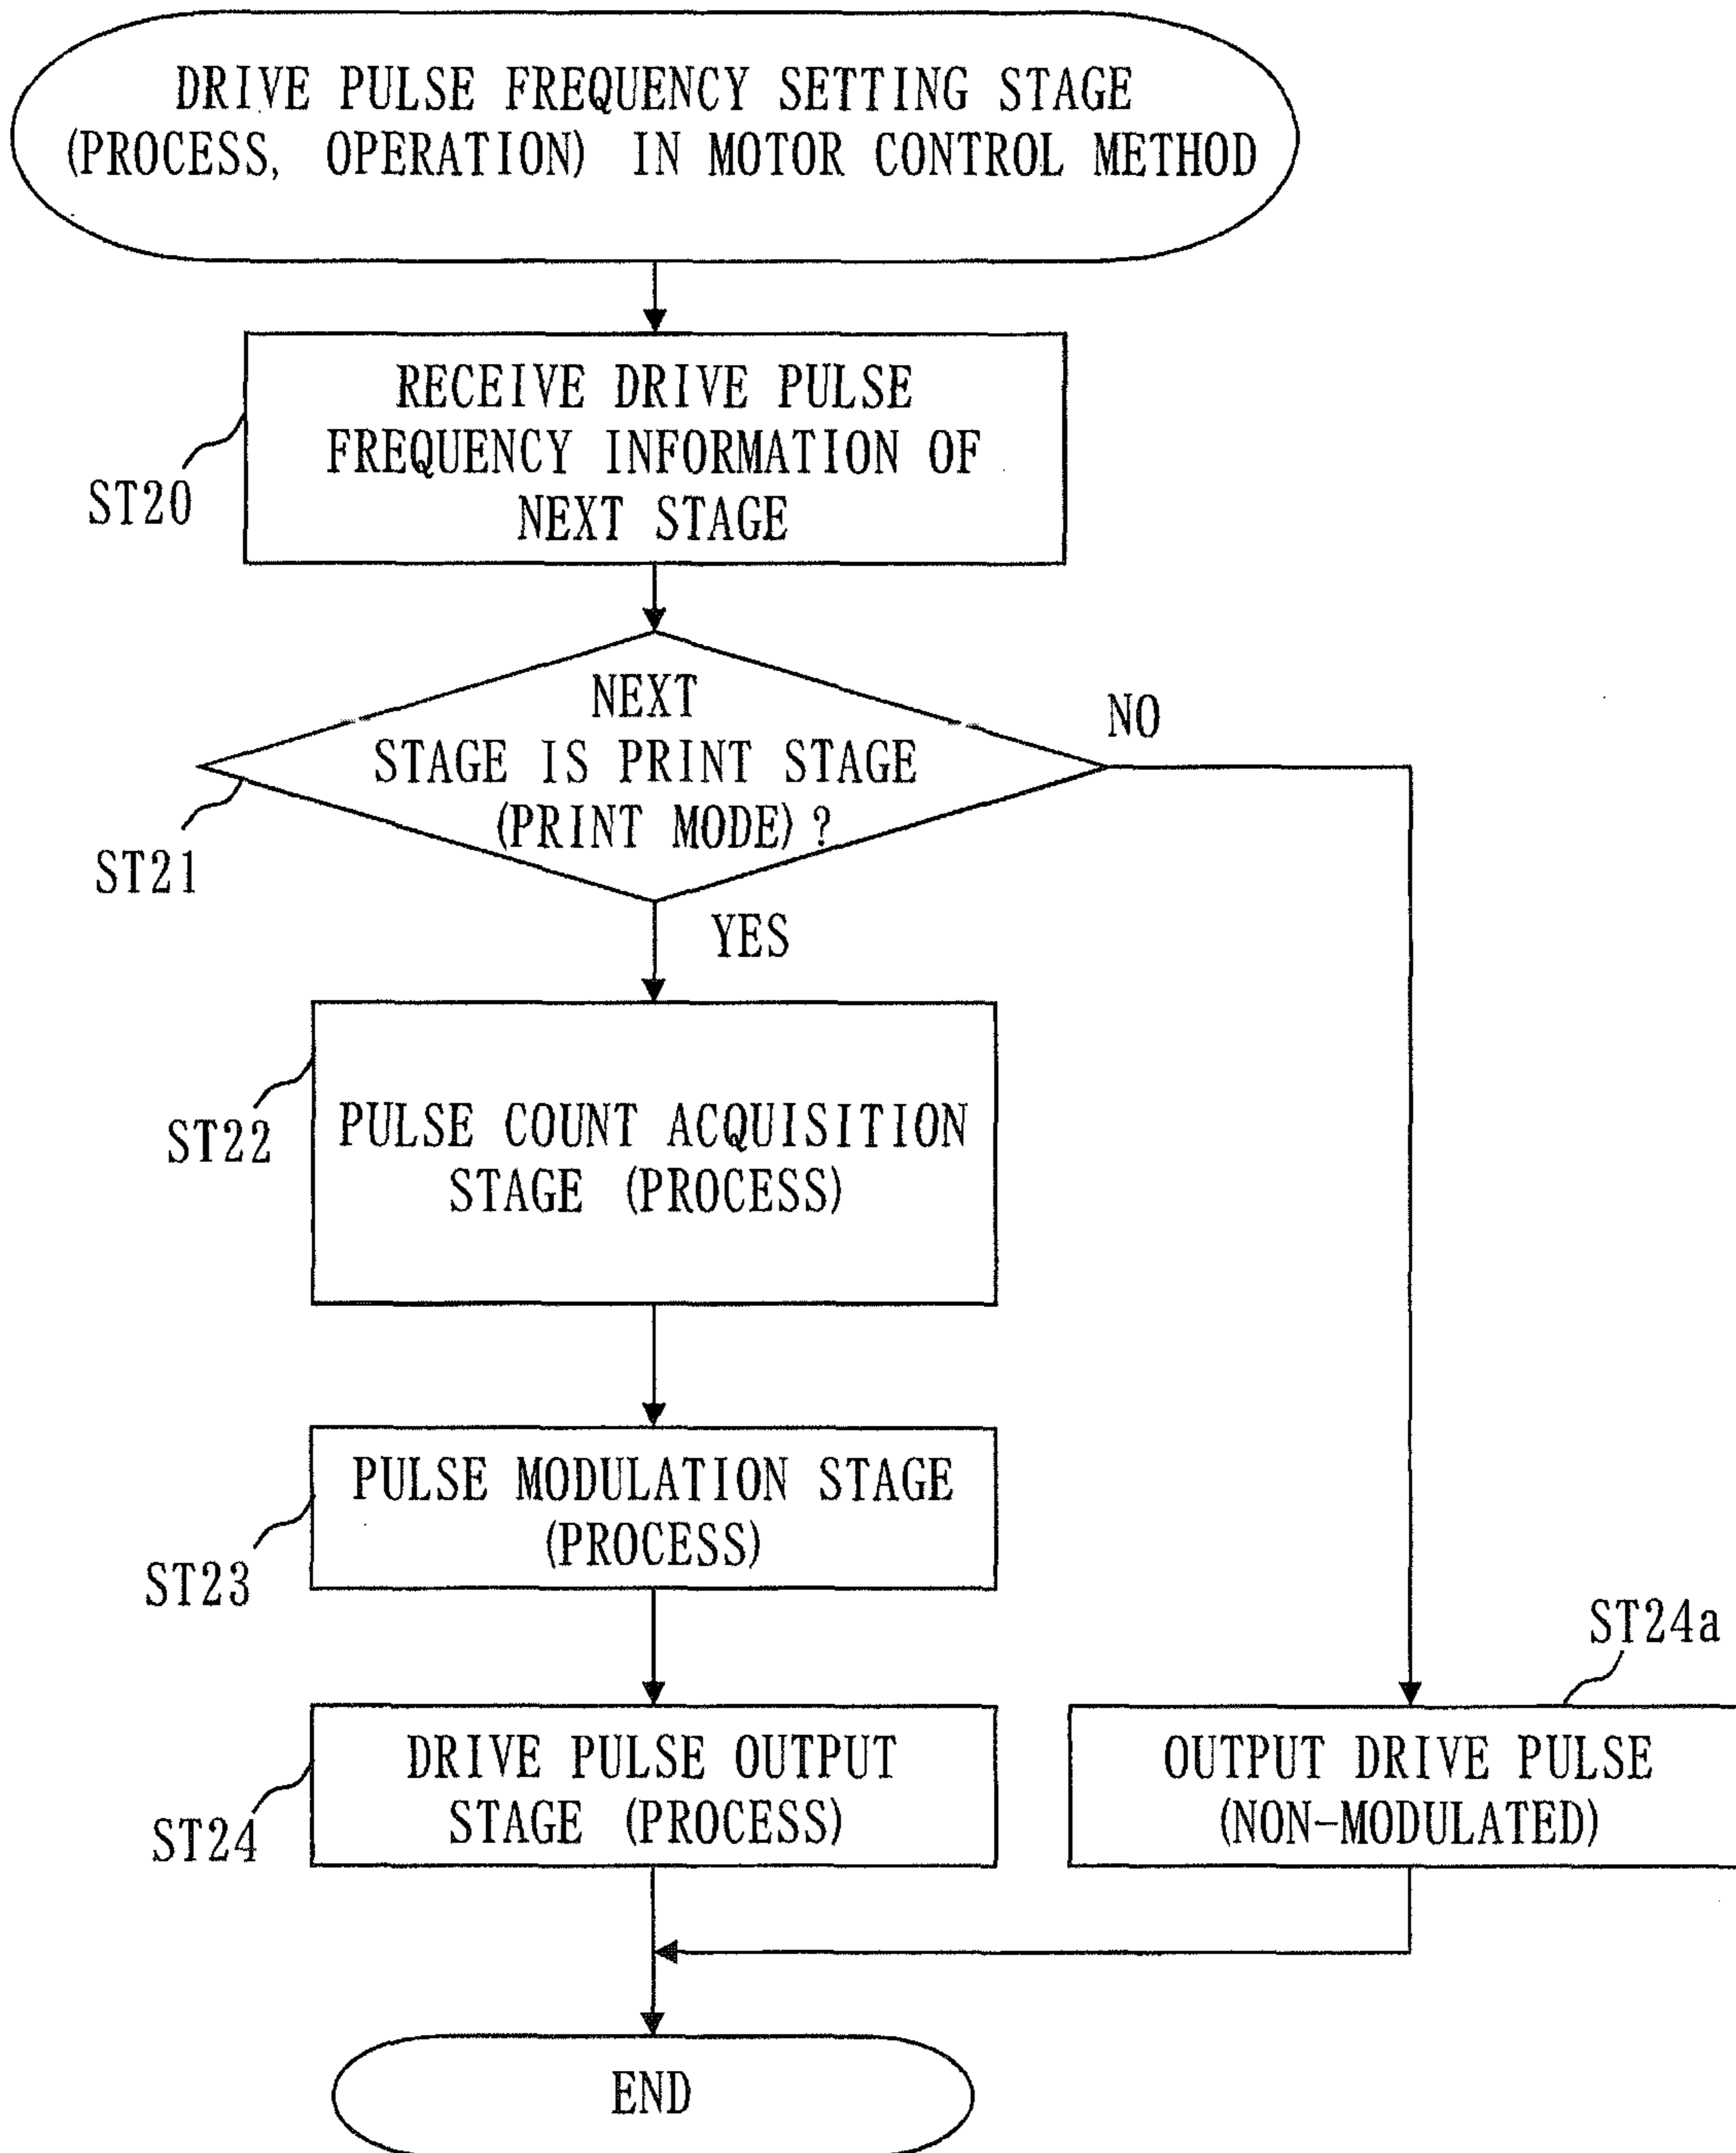 DRIVE PULSE FREQUENCY SETTING STAGE
(PROCESS, OPERATION) IN MOTOR CONTROL METHOD
RECEIVE DRIVE PULSE
FREQUENCY INFORMATION OF
NEXT STAGE
ST20
NEXT
STAGE IS PRINT STAGE
(PRINT MODE)?
NO
ST21
YES
PULSE COUNT ACQUISITION
STAGE (PROCESS)
ST22
PULSE MODULATION STAGE
(PROCESS)
ST23
ST24a
DRIVE PULSE OUTPUT
STAGE (PROCESS)
ST24
OUTPUT DRIVE PULSE
(NON-MODULATED)
END